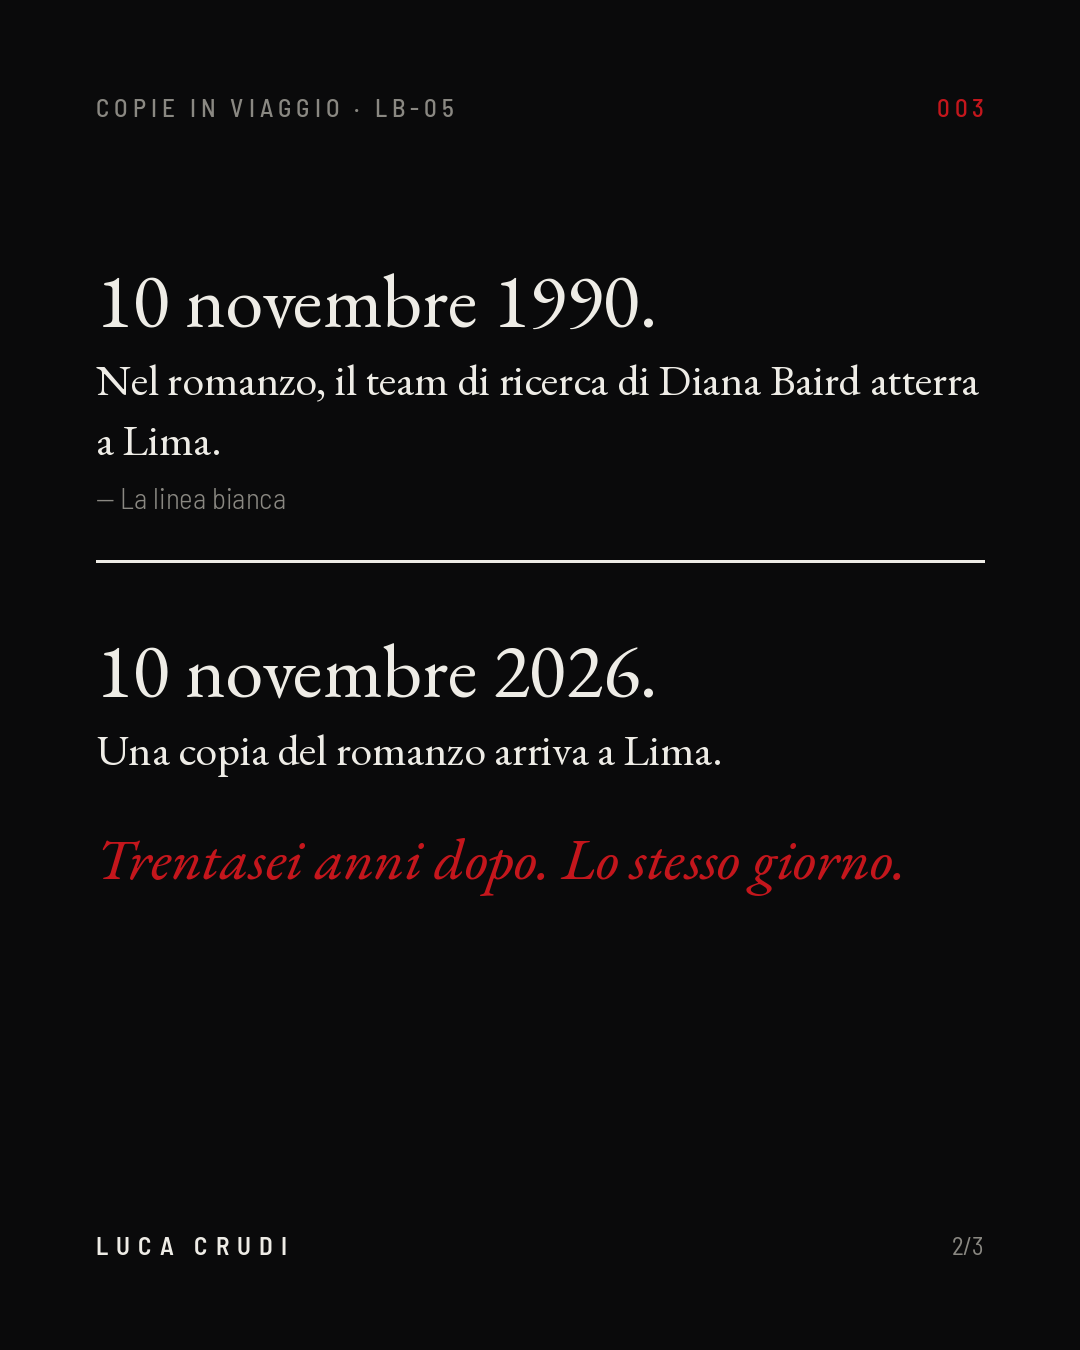 COPIE IN VIAGGIO · LB-05
003
10 novembre 1990.
Nel romanzo, il team di ricerca di Diana Baird atterra
a Lima.
— La linea bianca
10 novembre 2026.
Una copia del romanzo arriva a Lima.
Trentasei anni dopo. Lo stesso giorno.
LUCA CRUDI
2/3